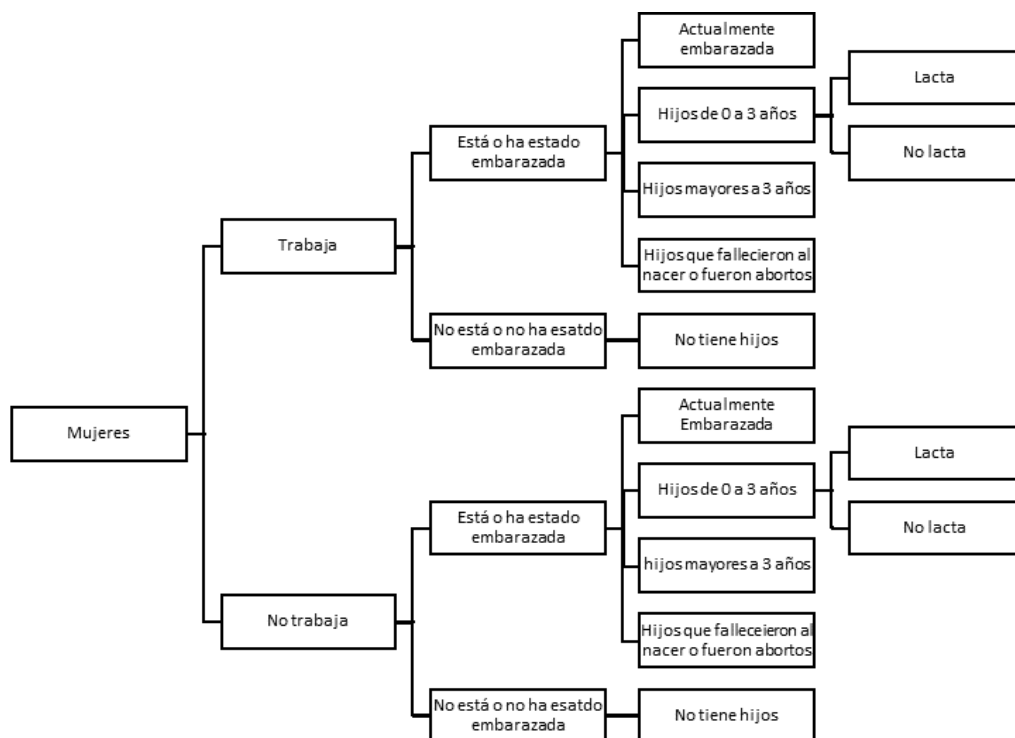 Actualmente
embarazada
Lacta
Hijos de 0 a 3 años
No lacta
Está o ha estado
embarazada
Hijos mayores a 3 años
Trabaja
Hijos que fallecieron al
nacer o fueron abortos
No está o no ha esatdo
embarazada
No tiene hijos
Mujeres
Actualmente
Embarazada
Lacta
Hijos de 0 a 3 años
No lacta
Está o ha estado
embarazada
hijos mayores a 3 años
No trabaja
Hijos que falleceieron al
nacer o fueron abortos
No está o no ha esatdo
embarazada
No tiene hijos